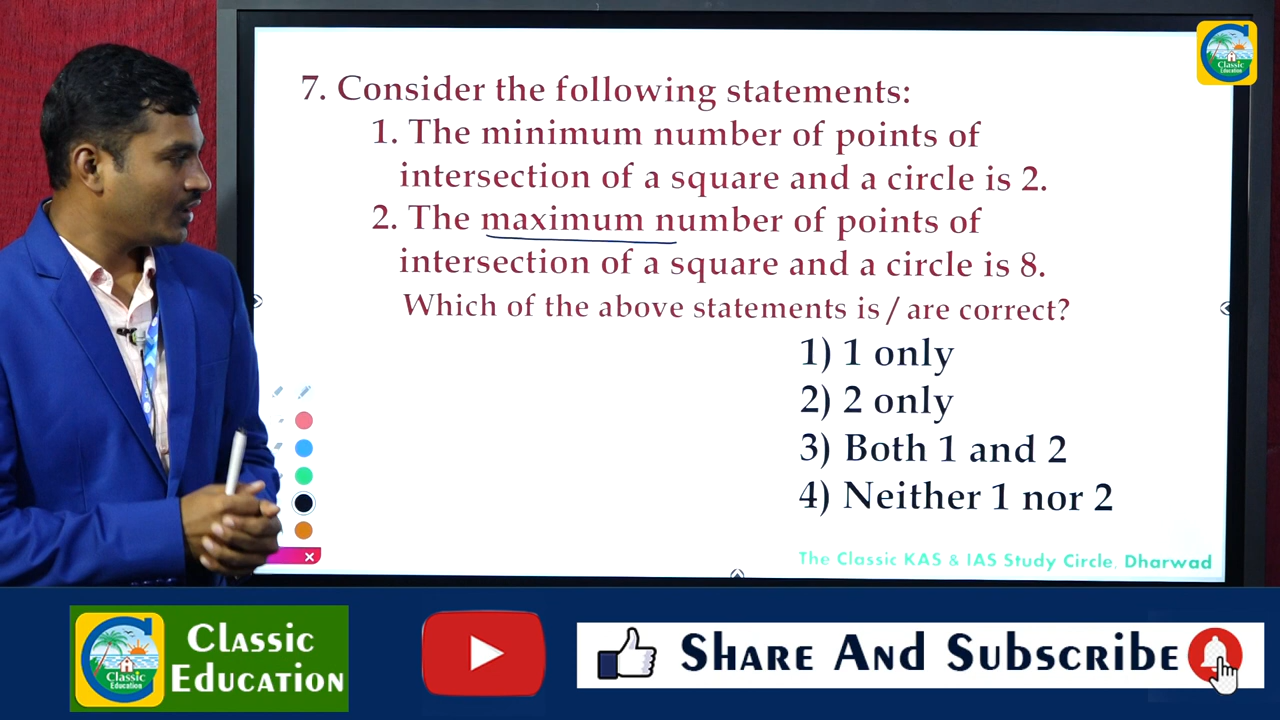 7. Consider the following statements:
1. The minimum number of points of
intersection of a square and a circle is 2.
2. The maximum number of points of
intersection of a square and a circle is 8.
Which of the above statements is / are correct?
1) 1 only
2) 2 only
3) Both 1 and 2
4) Neither 1 nor 2
The Classic KAS & IAS Study Circle, Dharwad
Classic
Education
Classic
Education
Classic
Education
Share And Subscribe